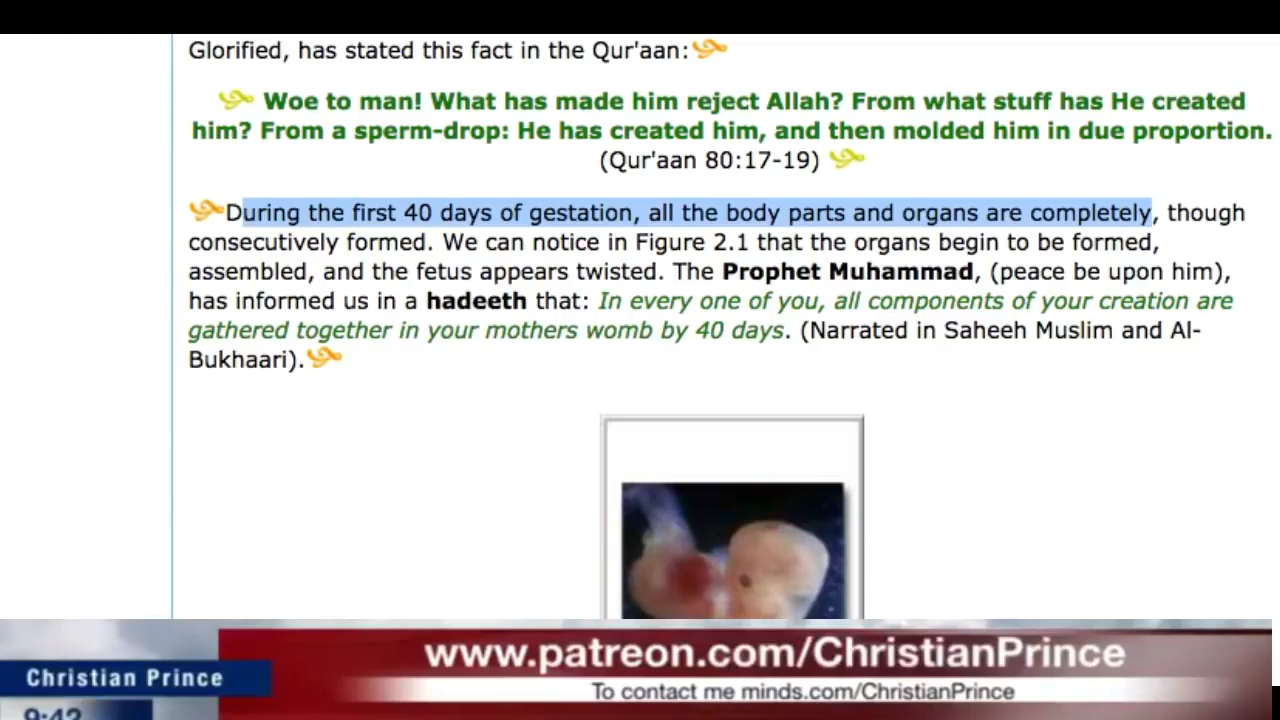 Glorified, has stated this fact in the Qur'aan:
Woe to man! What has made him reject Allah? From what stuff has He created
him? From a sperm-drop: He has created him, and then molded him in due proportion.
(Qur'aan 80:17-19)
During the first 40 days of gestation, all the body parts and organs are completely, though
consecutively formed. We can notice in Figure 2.1 that the organs begin to be formed,
assembled, and the fetus appears twisted. The Prophet Muhammad, (peace be upon him),
has informed us in a hadeeth that: In every one of you, all components of your creation are
gathered together in your mothers womb by 40 days. (Narrated in Saheeh Muslim and Al-
Bukhaari).
www.patreon.com/ChristianPrince
Christian Prince
To contact me minds.com/ChristianPrince
9:42